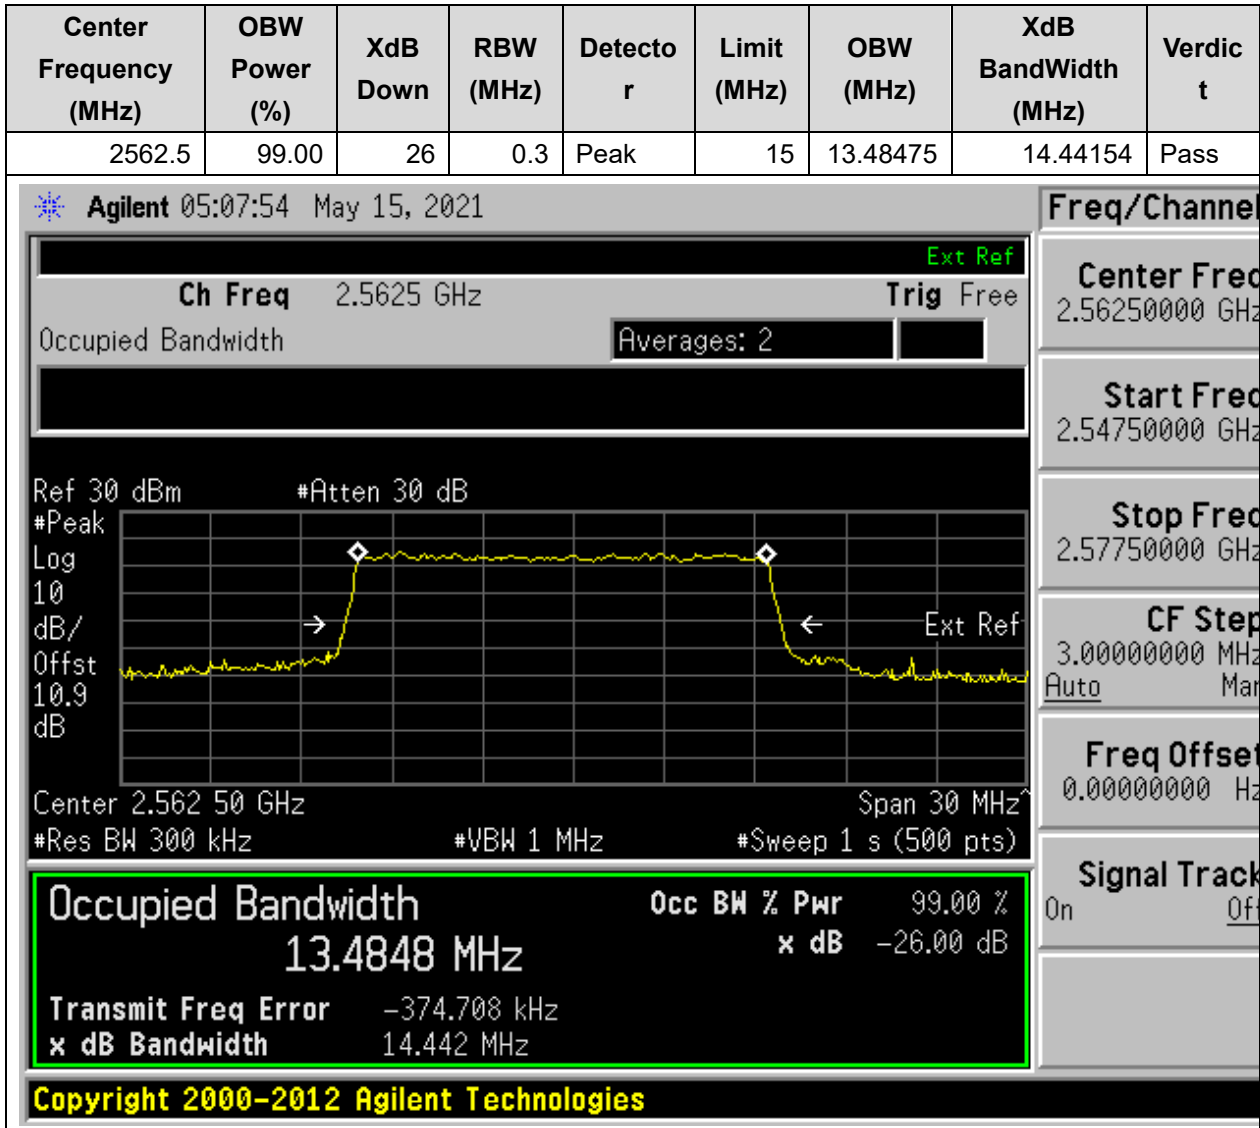 Center Frequency (MHz) OBW Power (%) XdB Down RBW (MHz) Detecto r Limit (MHz) OBW (MHz) XdB BandWidth (MHz) Verdic t
2562.5 99.00 26 0.3 Peak 15 13.48475 14.44154 Pass
Agilent 05:07:54 May 15, 2021
Freq/Channel
Ext Ref
Ch Freq 2.5625 GHz Trig Free
Occupied Bandwidth Averages: 2
Center Freq
2.56250000 GHz
Start Freq
2.54750000 GHz
Stop Freq
2.57750000 GHz
CF Step
3.00000000 MHz
Auto Man
Freq Offset
0.00000000 Hz
Signal Track
On Off
Ref 30 dBm #Atten 30 dB
#Peak
Log
10
dB/
Offst
10.9
dB
Ext Ref
Center 2.562 50 GHz Span 30 MHz^
#Res BW 300 kHz #VBW 1 MHz #Sweep 1 s (500 pts)
Occupied Bandwidth
13.4848 MHz
Occ BW % Pwr 99.00 %
x dB -26.00 dB
Transmit Freq Error -374.708 kHz
x dB Bandwidth 14.442 MHz
Copyright 2000-2012 Agilent Technologies